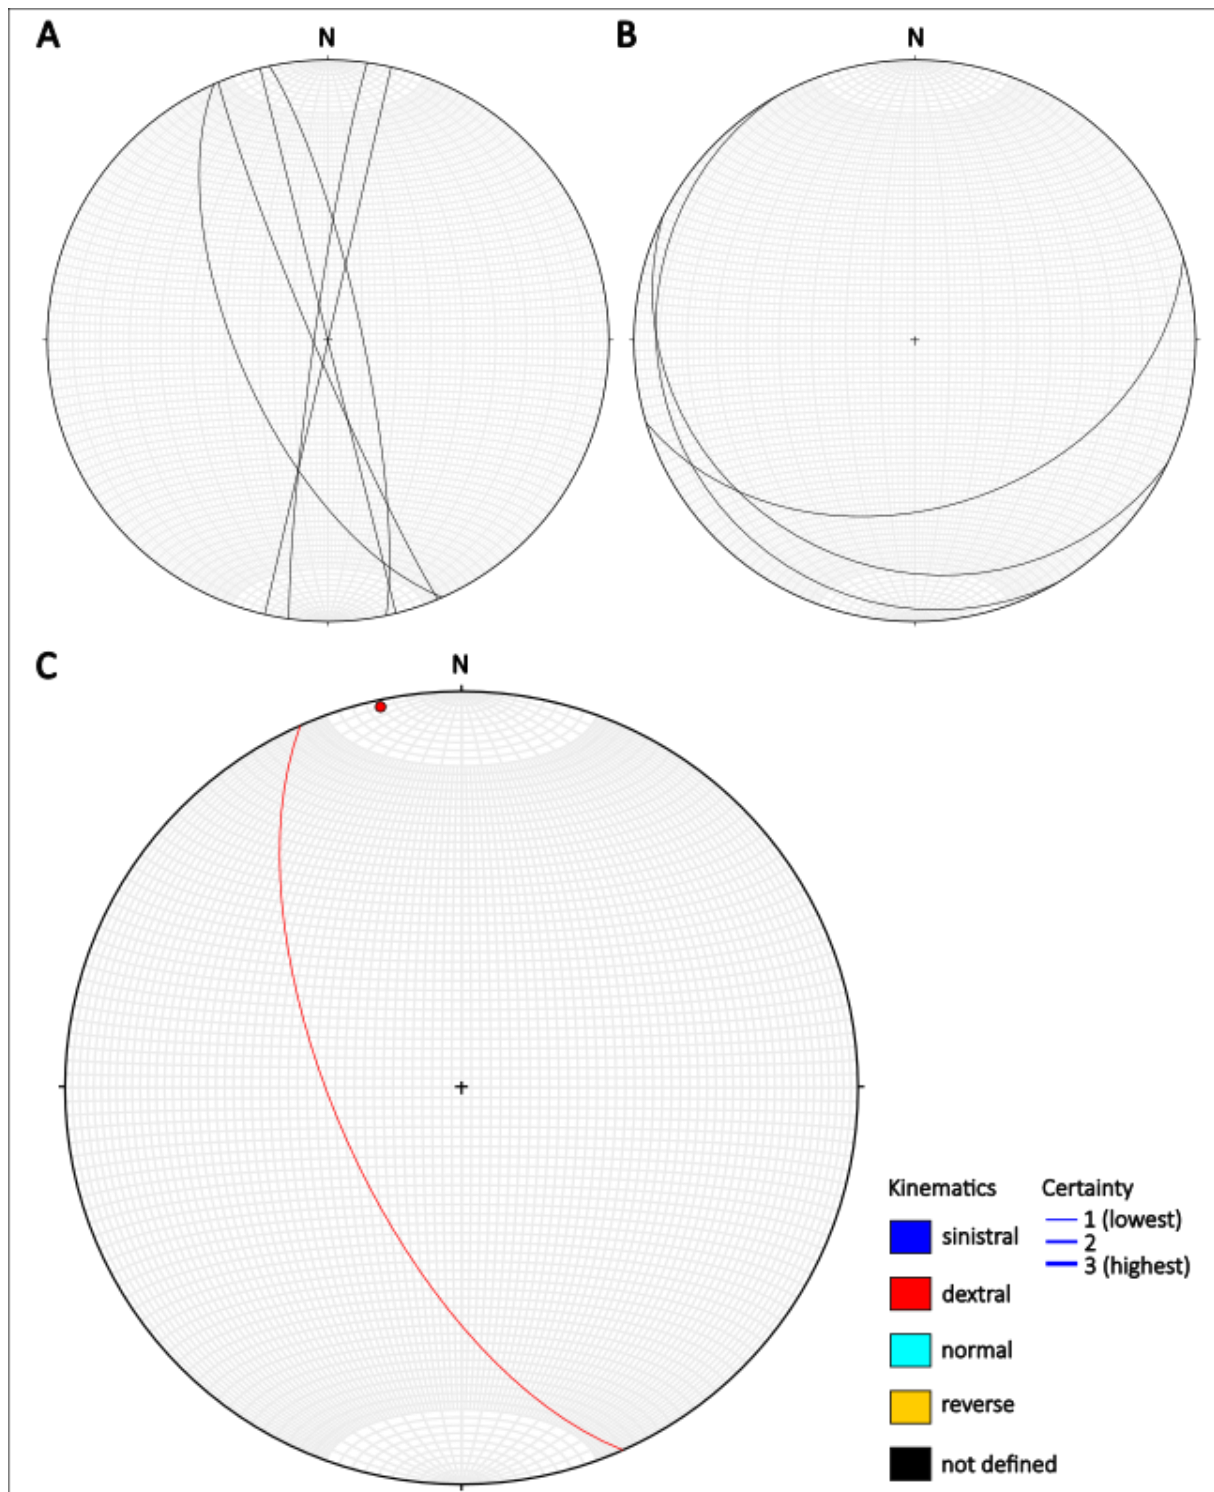 A
N
B
N
C
N
Kinematics
Certainty
1 (lowest)
sinistral
2
3 (highest)
dextral
normal
reverse
not defined